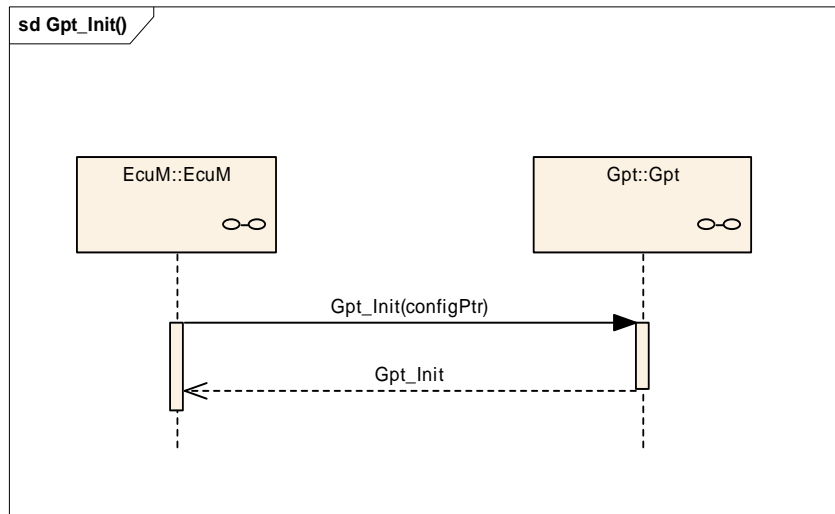 sd Gpt_Init()
EcuM::EcuM
Gpt::Gpt
Gpt_Init(configPtr)
Gpt_Init